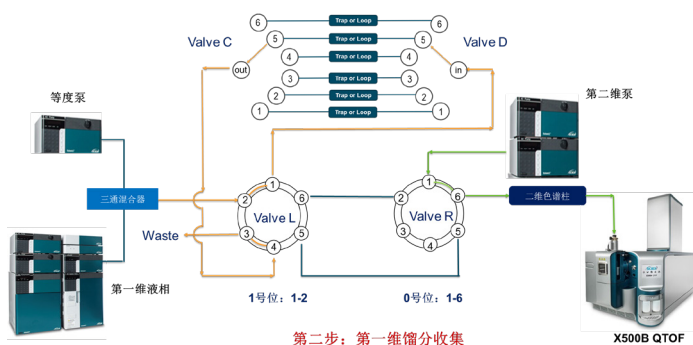 6 Trap or Loop 6
Valve C 5 Trap or Loop 5 Valve D
out 4 Trap or Loop 4 in
3 Trap or Loop 3
2 Trap or Loop 2
1 Trap or Loop 1
等度泵
第二维泵
三通混合器
二维色谱柱
1
2
6
Valve L
3
5
4
1
2
6
Valve R
3
5
4
Waste
第一维液相
1号位：1-2
0号位：1-6
X500B QTOF
第二步：第一维馏分收集